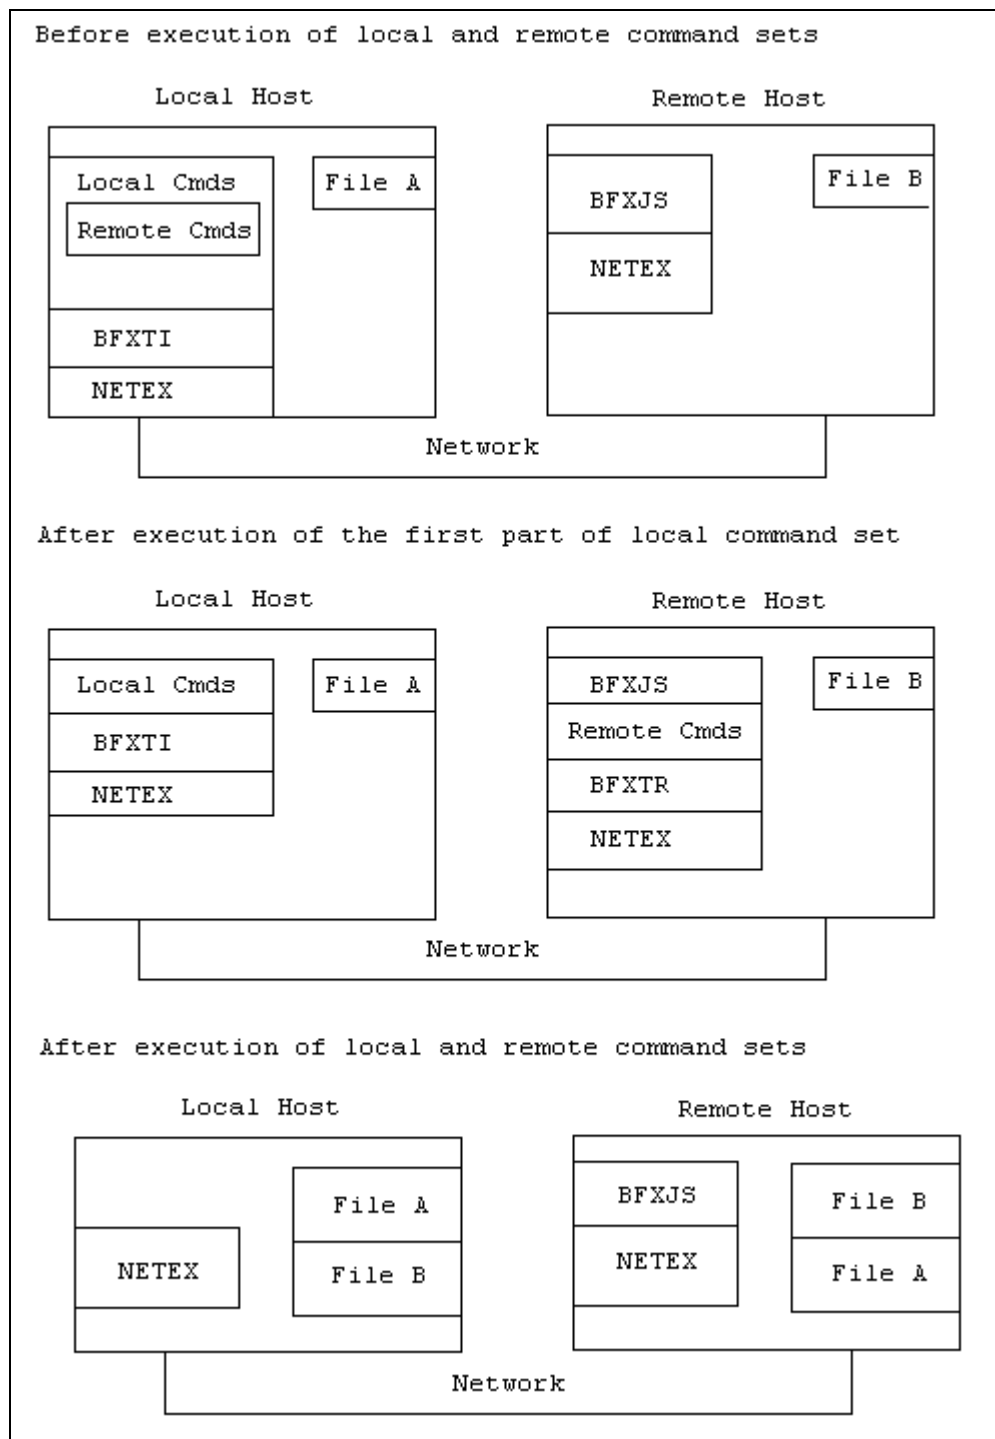 Before execution of local and remote command sets
Local Host
Remote Host
Local Cmds
Remote Cmds
BFXTI
NETEX
File A
BFXJS
NETEX
File B
Network
After execution of the first part of local command set
Local Host
Remote Host
Local Cmds
BFXTI
NETEX
File A
BFXJS
Remote Cmds
BFXTR
NETEX
File B
Network
After execution of local and remote command sets
Local Host
Remote Host
NETEX
File A
File B
BFXJS
NETEX
File B
File A
Network